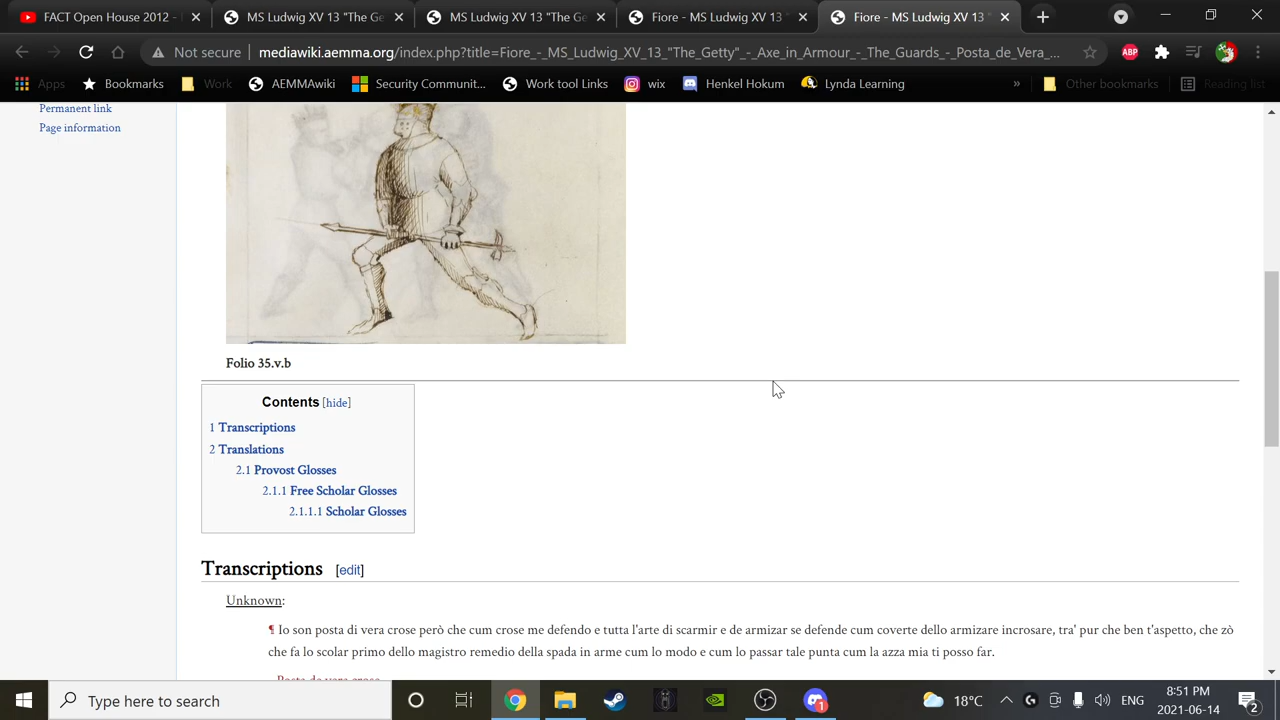 FACT Open House 2012 -
MS Ludwig XV 13 "The Ge
MS Ludwig XV 13 "The Ge
Fiore - MS Ludwig XV 13
Fiore - MS Ludwig XV 13 "
Not secure mediawiki.aemma.org/index.php?title=Fiore_-_MS_Ludwig_XV_13_"The_Getty"_-_Axe_in_Armour_-_The_Guards_-_Posta_de_Vera_...
ABP
Apps Bookmarks Work AEMMAwiki Security Communit... Work tool Links wix Henkel Hokum Lynda Learning » Other bookmarks Reading list
Permanent link
Page information
Folio 35.v.b
Contents [hide]
1 Transcriptions
2 Translations
2.1 Provost Glosses
2.1.1 Free Scholar Glosses
2.1.1.1 Scholar Glosses
Transcriptions [edit]
Unknown:
¶ Io son posta di vera crose però che cum crose me defendo e tutta l'arte di scarmir e de armizar se defende cum coverte dello armizare incrosare, tra' pur che ben t'aspetto, che zò
che fa lo scolar primo dello magistro remedio della spada in arme cum lo modo e cum lo passar tale punta cum la azza mia ti posso far.
Posta de vera crose
Type here to search
1
18°C
ENG
8:51 PM
2021-06-14
2